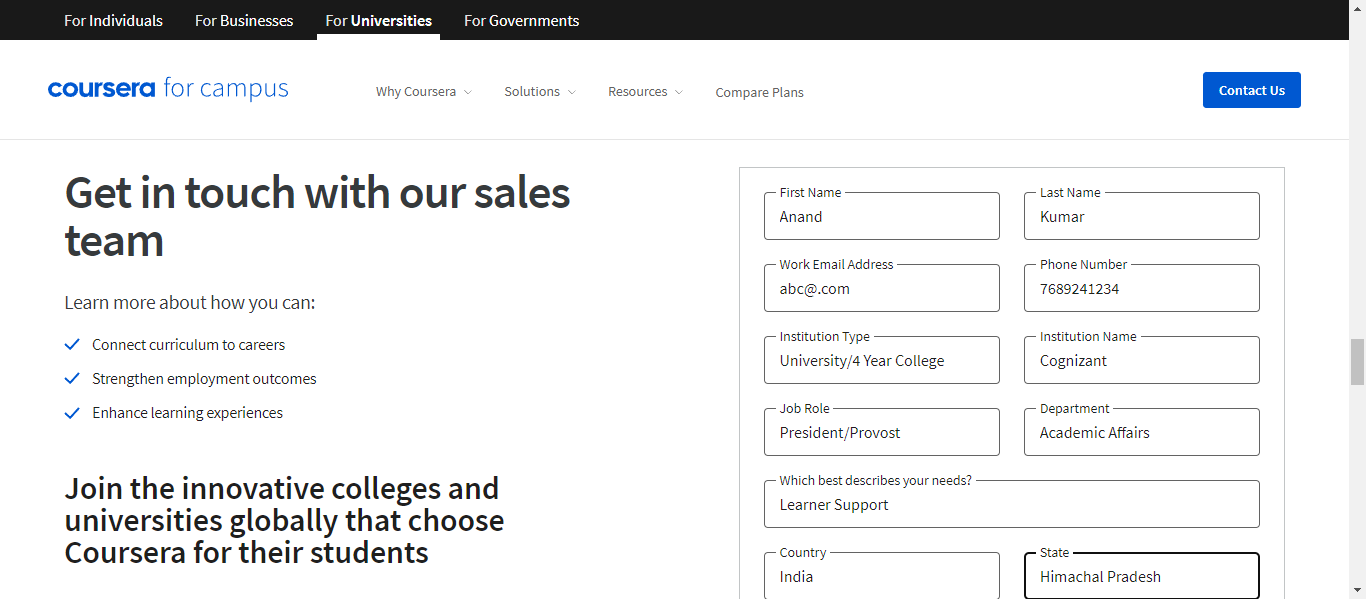 For Individuals For Businesses For Universities For Governments
coursera for campus Why Coursera Solutions Resources Compare Plans Contact Us
Get in touch with our sales
team
Learn more about how you can:
Connect curriculum to careers
Strengthen employment outcomes
Enhance learning experiences
Join the innovative colleges and
universities globally that choose
Coursera for their students
First Name Last Name
Anand Kumar
Work Email Address Phone Number
abc@.com 7689241234
Institution Type Institution Name
University/4 Year College Cognizant
Job Role Department
President/Provost Academic Affairs
Which best describes your needs?
Learner Support
Country State
India Himachal Pradesh